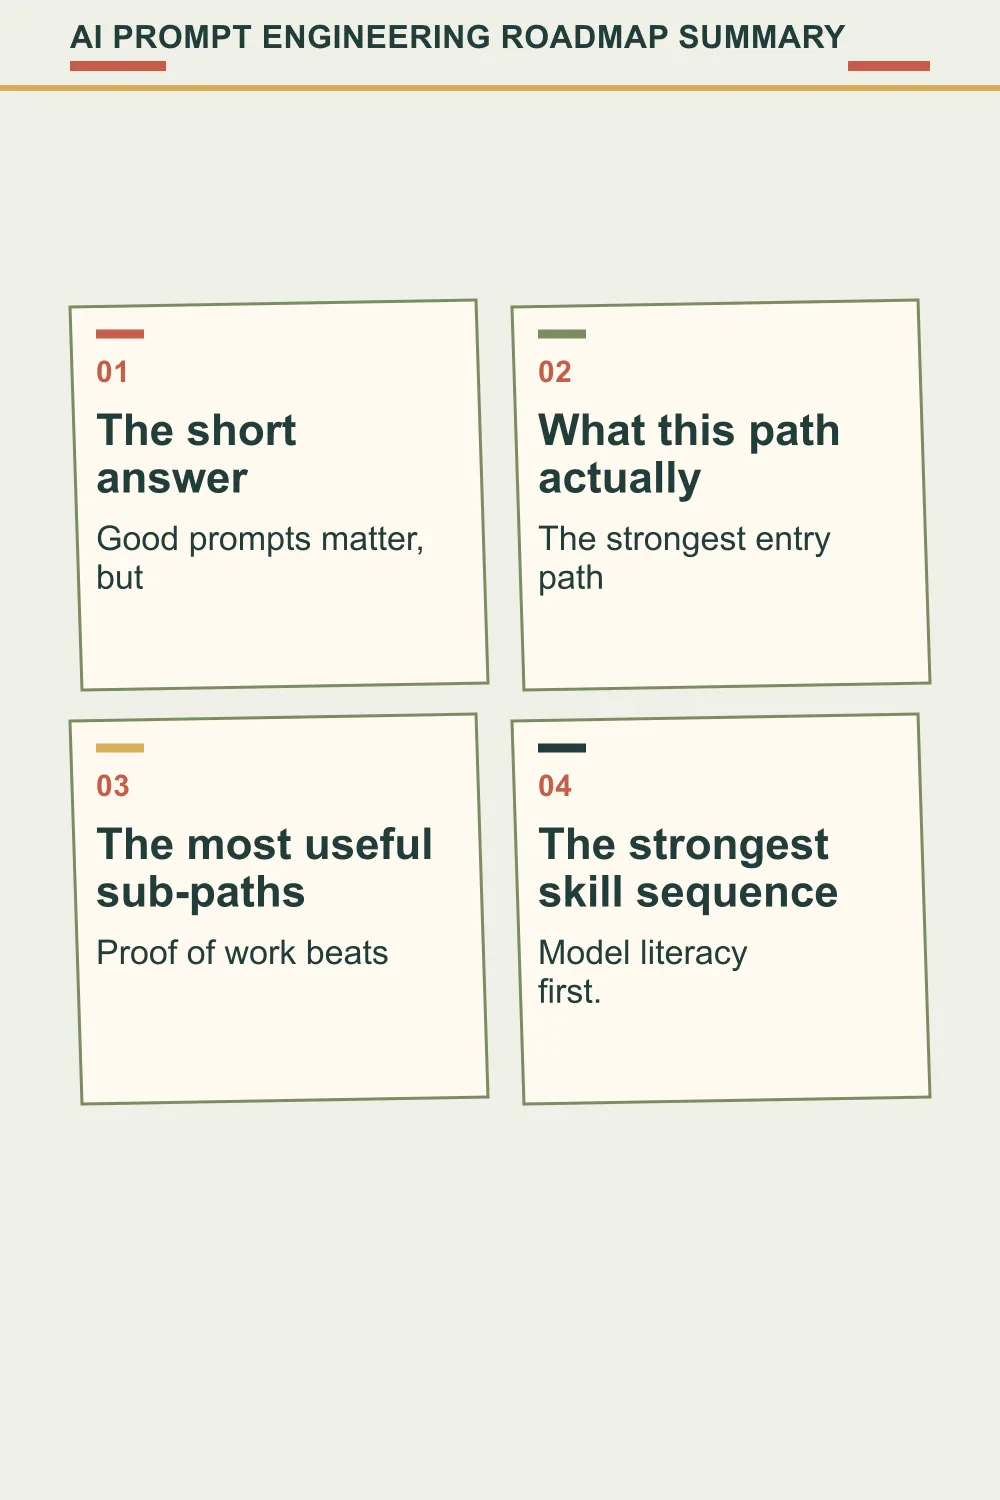 AI PROMPT ENGINEERING ROADMAP SUMMARY
01
The short
answer
Good prompts matter,
but
02
What this path
actually
The strongest entry
path
03
The most useful
sub-paths
Proof of work beats
04
The strongest
skill sequence
Model literacy
first.